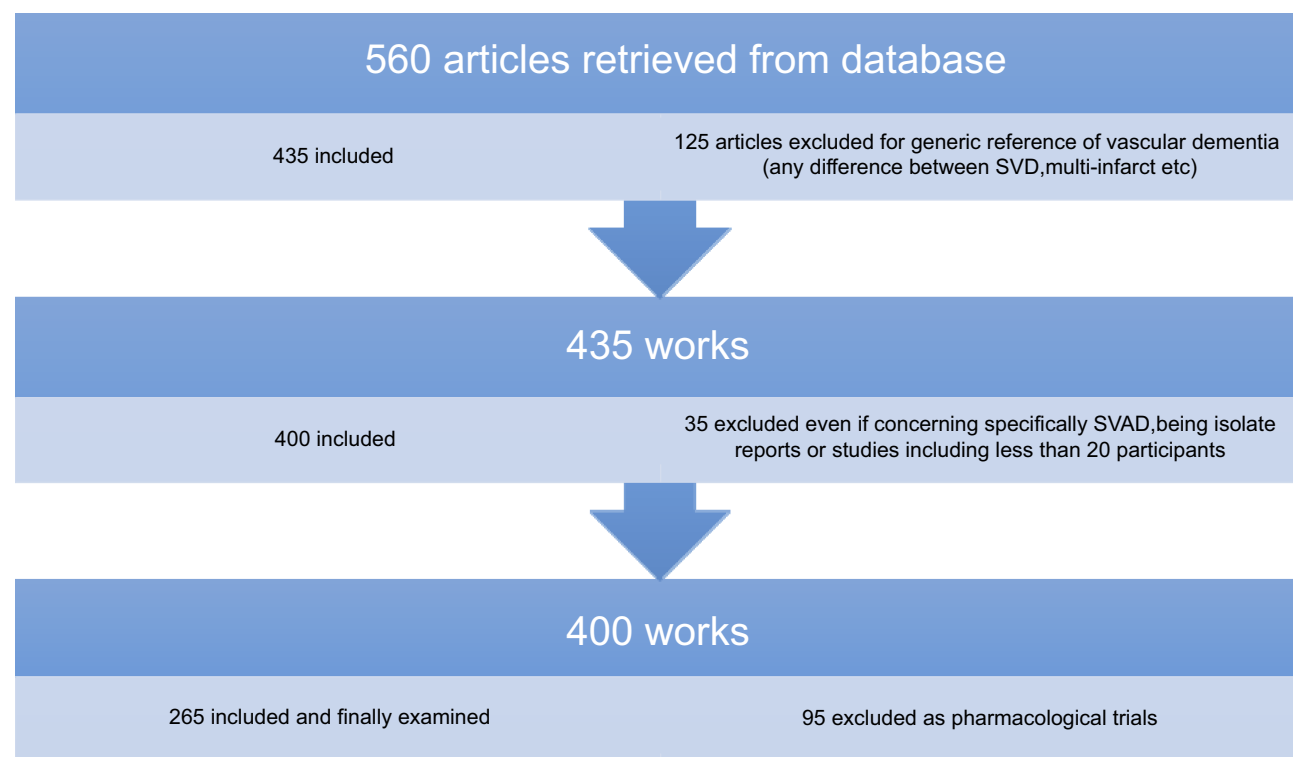 560 articles retrieved from database
435 included
125 articles excluded for generic reference of vascular dementia
(any difference between SVD,multi-infarct etc)
435 works
400 included
35 excluded even if concerning specifically SVAD,being isolate
reports or studies including less than 20 participants
400 works
265 included and finally examined
95 excluded as pharmacological trials